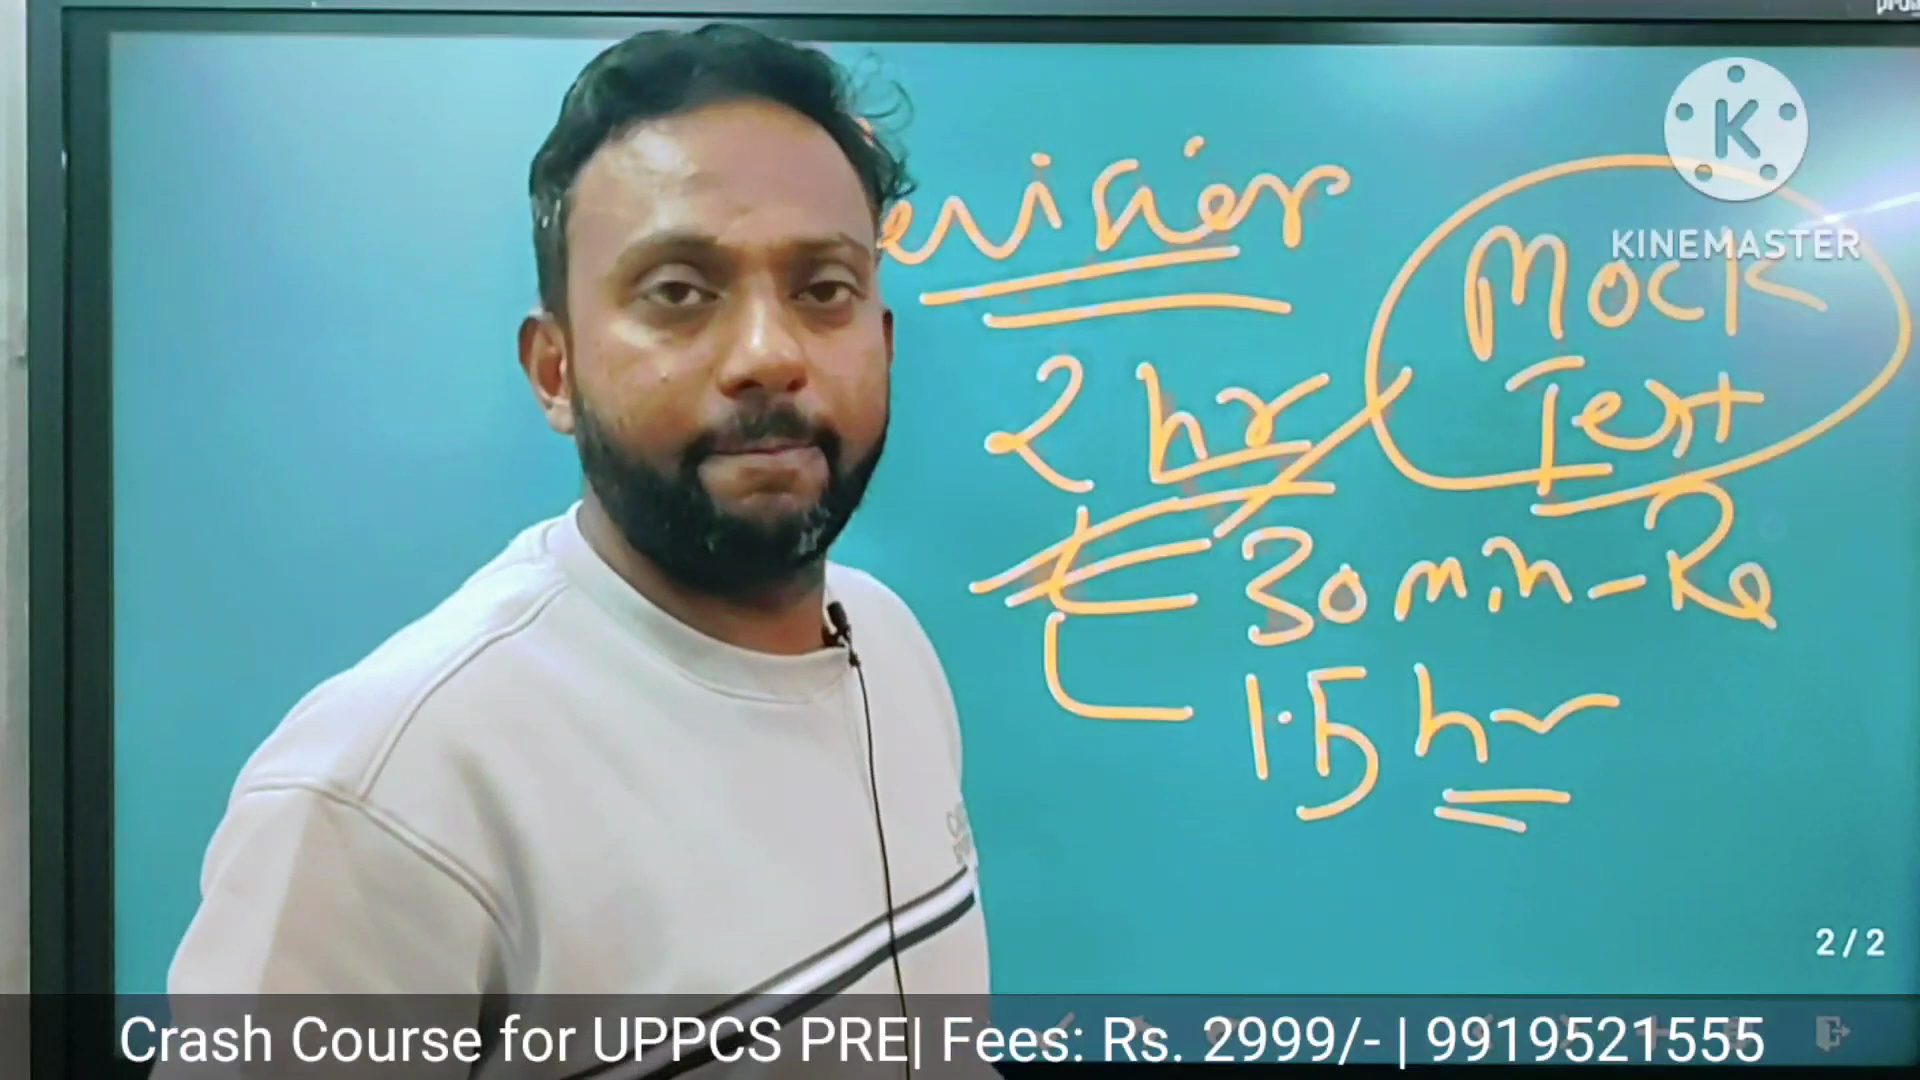 KINEMASTER
Mock
Test
2 hr
30 min - Re
1.5 hr
2/2
Crash Course for UPPCS PRE| Fees: Rs. 2999/- | 9919521555